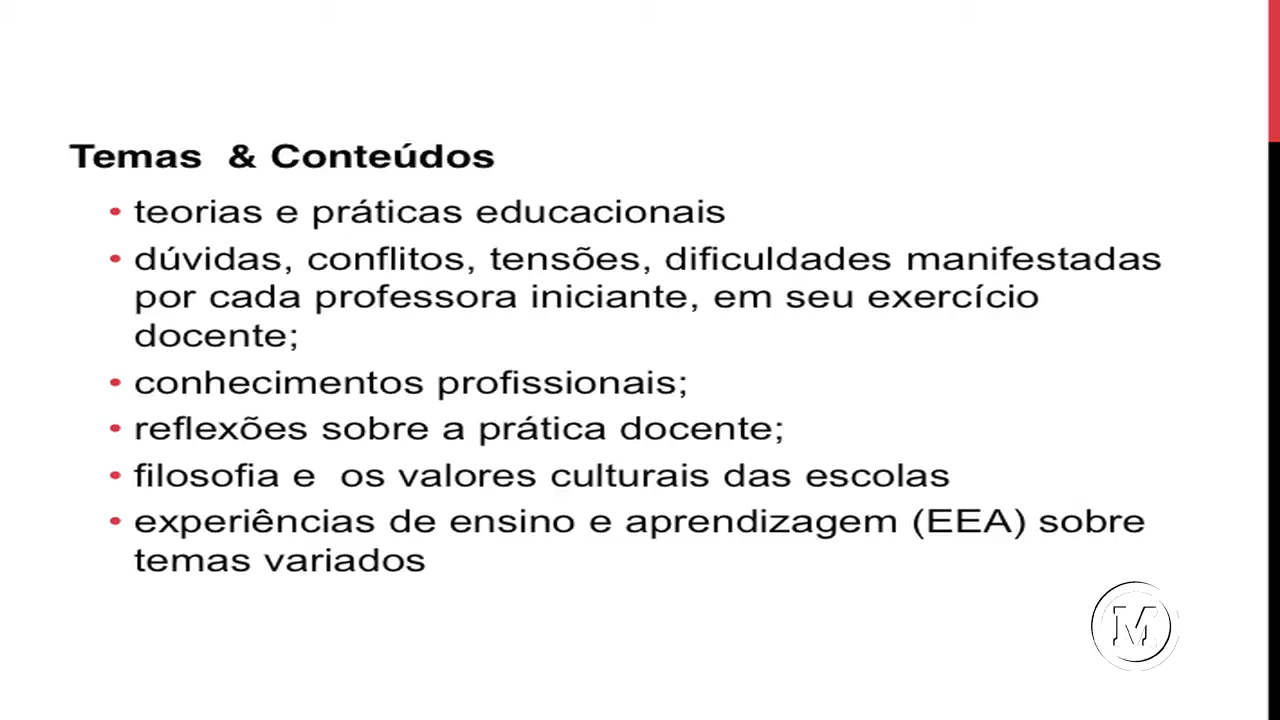 Temas & Conteúdos
• teorias e práticas educacionais
• dúvidas, conflitos, tensões, dificuldades manifestadas
por cada professora iniciante, em seu exercício
docente;
• conhecimentos profissionais;
• reflexões sobre a prática docente;
• filosofia e os valores culturais das escolas
• experiências de ensino e aprendizagem (EEA) sobre
temas variados
M